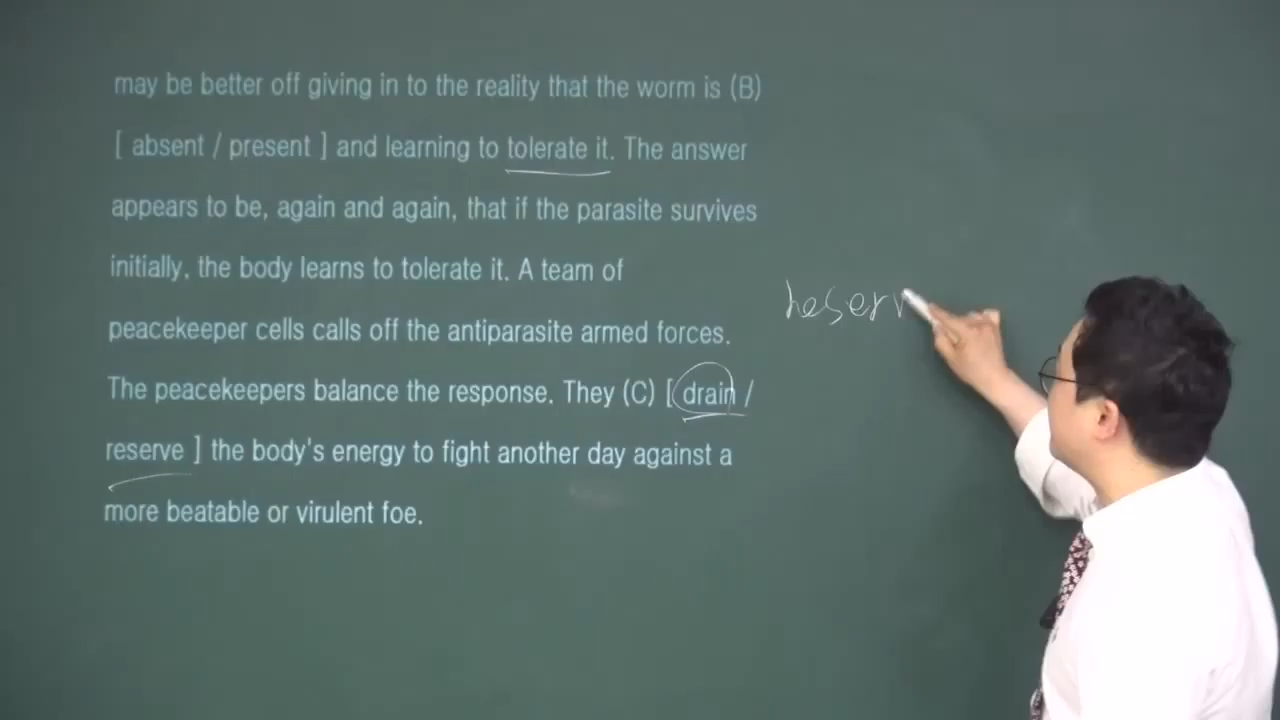 may be better off giving in to the reality that the worm is (B)
[ absent / present ] and learning to tolerate it. The answer
appears to be, again and again, that if the parasite survives
initially, the body learns to tolerate it. A team of
peacekeeper cells calls off the antiparasite armed forces.
The peacekeepers balance the response. They (C) [ drain /
reserve ] the body's energy to fight another day against a
more beatable or virulent foe.
reserv